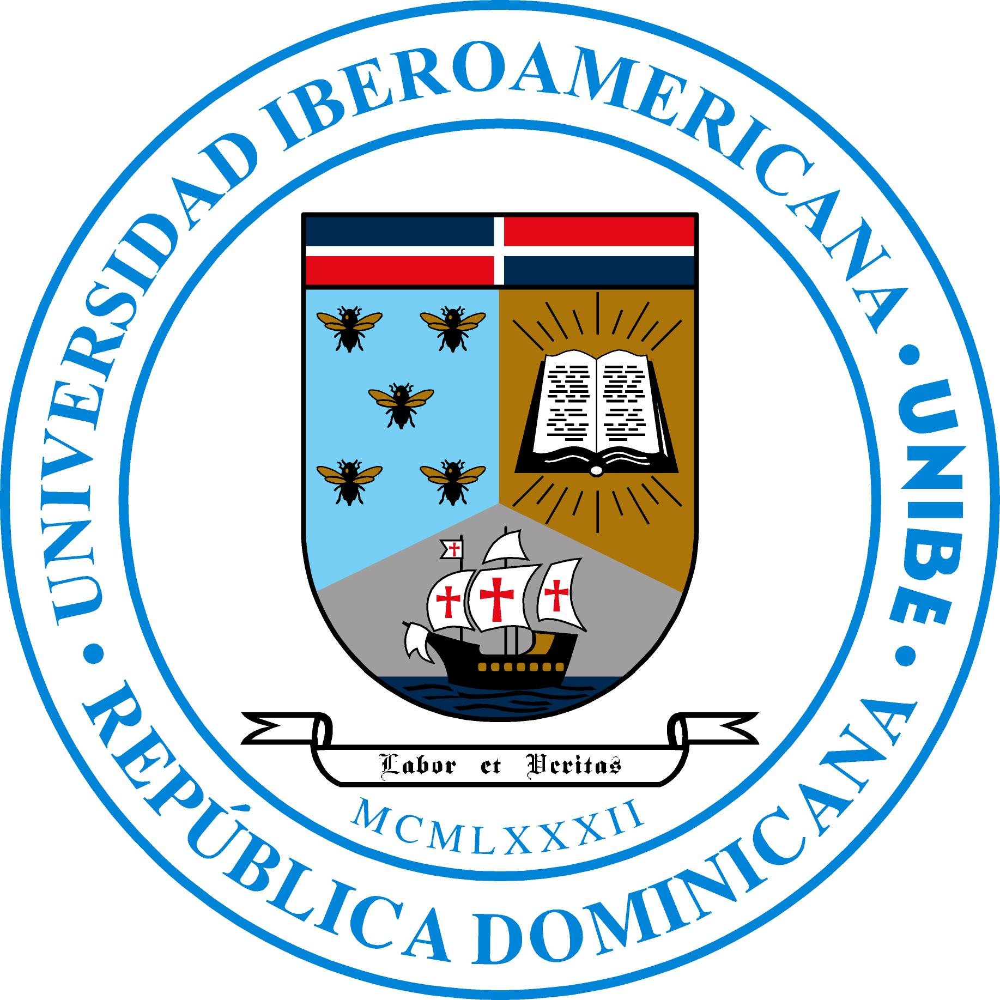 UNIVERSIDAD IBEROAMERICANA • UNIBE •
Labor et Veritas
MCMLXXXII
• REPÚBLICA DOMINICANA